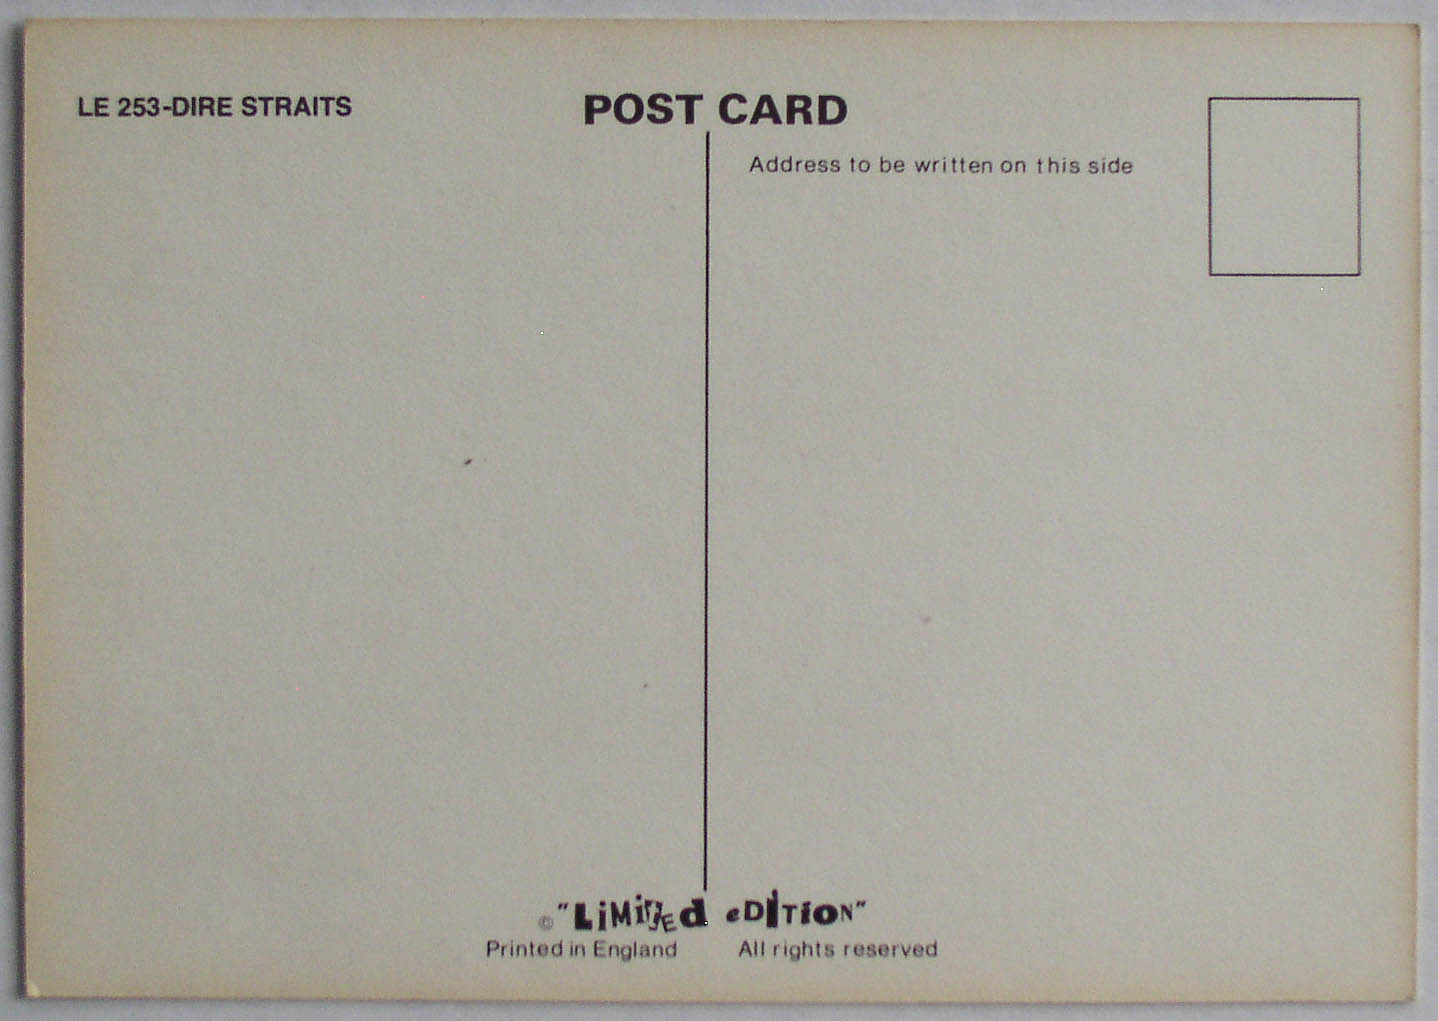 LE 253-DIRE STRAITS
POST CARD
Address to be written on this side
© "LiMiTED eDITioN"
Printed in England All rights reserved